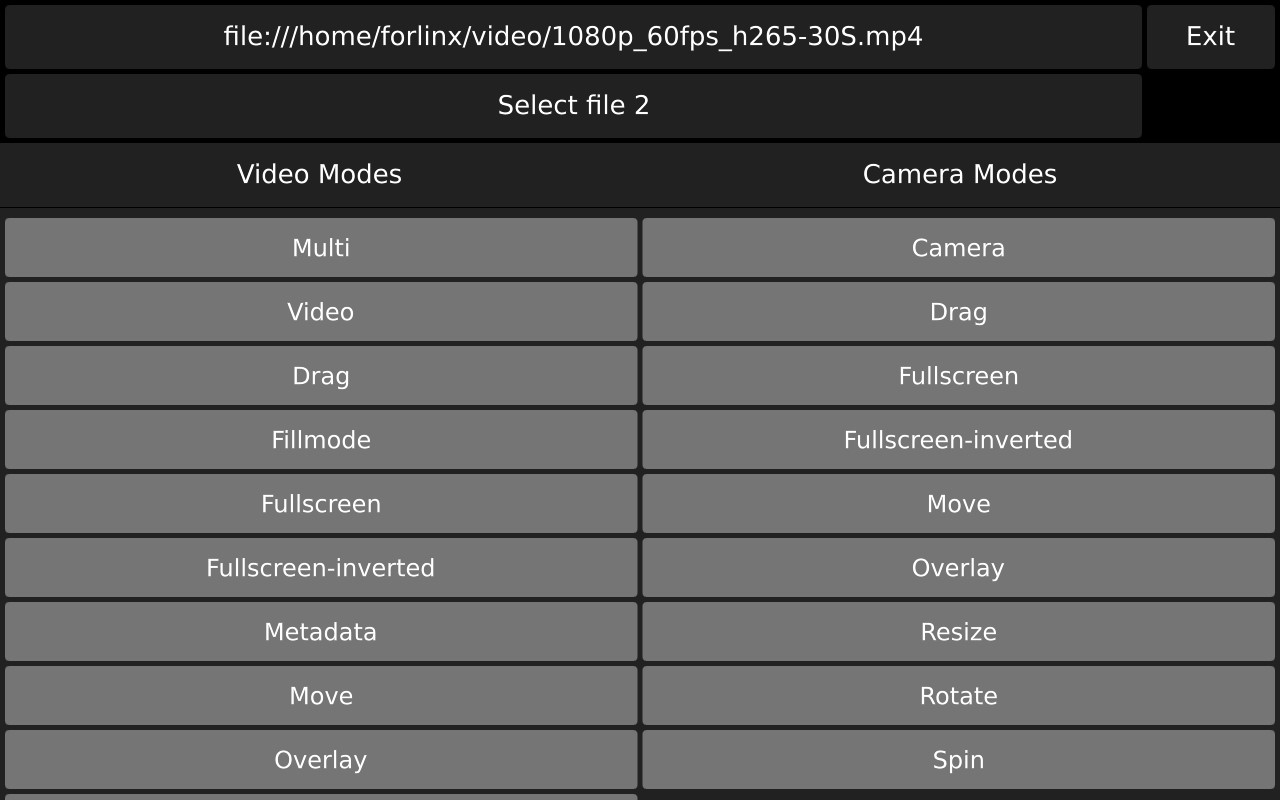 file:///home/forlinx/video/1080p_60fps_h265-30S.mp4
Exit
Select file 2
Video Modes
Camera Modes
Multi
Camera
Video
Drag
Drag
Fullscreen
Fillmode
Fullscreen-inverted
Fullscreen
Move
Fullscreen-inverted
Overlay
Metadata
Resize
Move
Rotate
Overlay
Spin